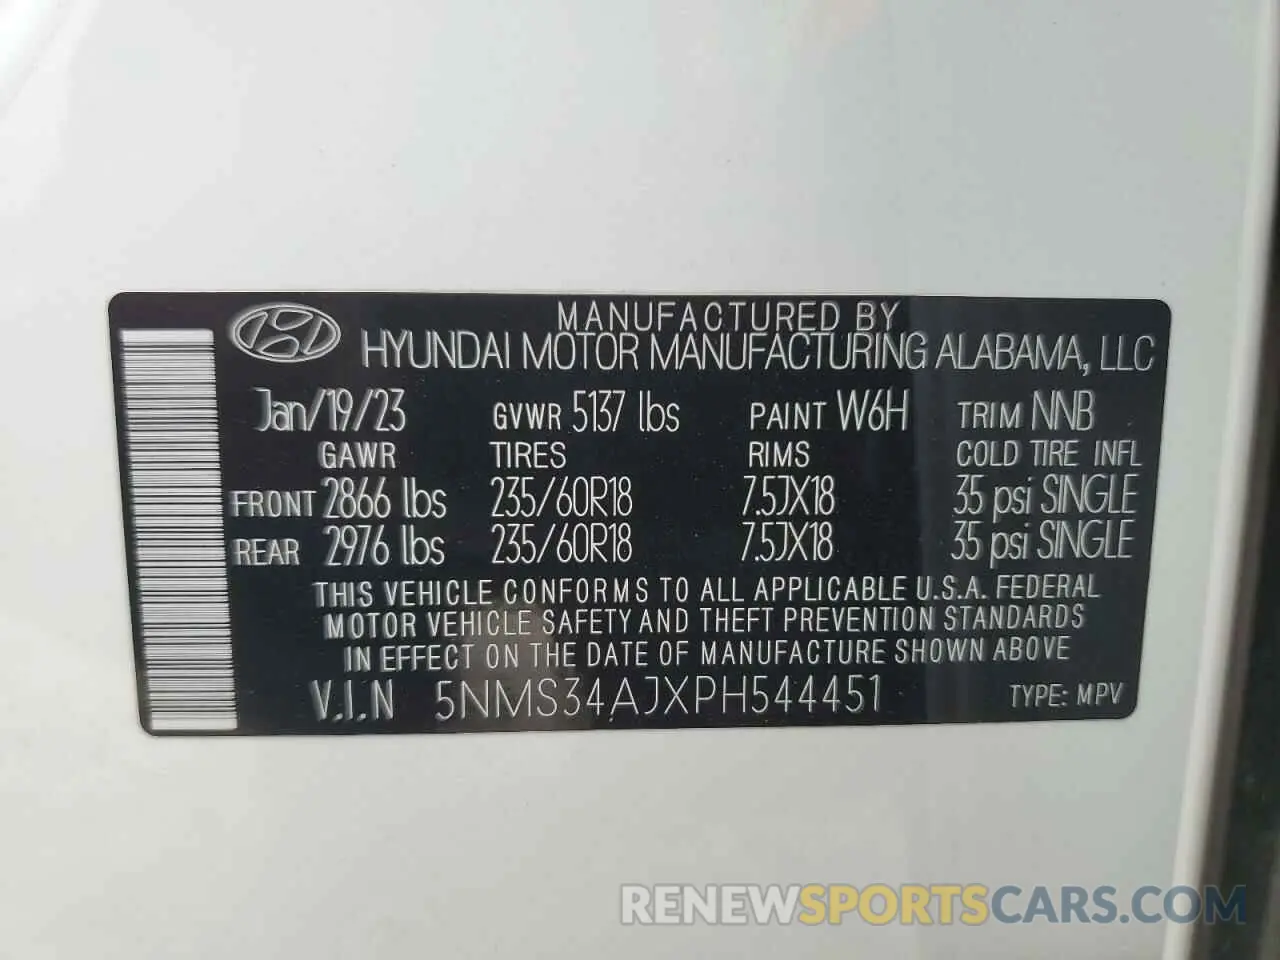 MANUFACTURED BY
HYUNDAI MOTOR MANUFACTURING ALABAMA, LLC
Jan/19/23 GVWR 5137 lbs PAINT W6H TRIM NNB
GAWR TIRES RIMS COLD TIRE INFL
FRONT 2866 lbs 235/60R18 7.5JX18 35 psi SINGLE
REAR 2976 lbs 235/60R18 7.5JX18 35 psi SINGLE
THIS VEHICLE CONFORMS TO ALL APPLICABLE U.S.A. FEDERAL
MOTOR VEHICLE SAFETY AND THEFT PREVENTION STANDARDS
IN EFFECT ON THE DATE OF MANUFACTURE SHOWN ABOVE
V.I.N 5NMS34AJXPH544451 TYPE: MPV
RENEWSPORTSCARS.COM